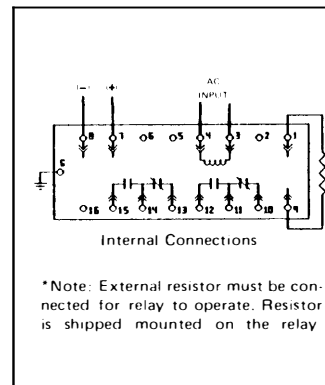 (-) (+) AC
INPUT
8 7 6 5 4 3 2 1
G
16 15 14 13 12 11 10 9
Internal Connections
*Note: External resistor must be con-
nected for relay to operate. Resistor
is shipped mounted on the relay